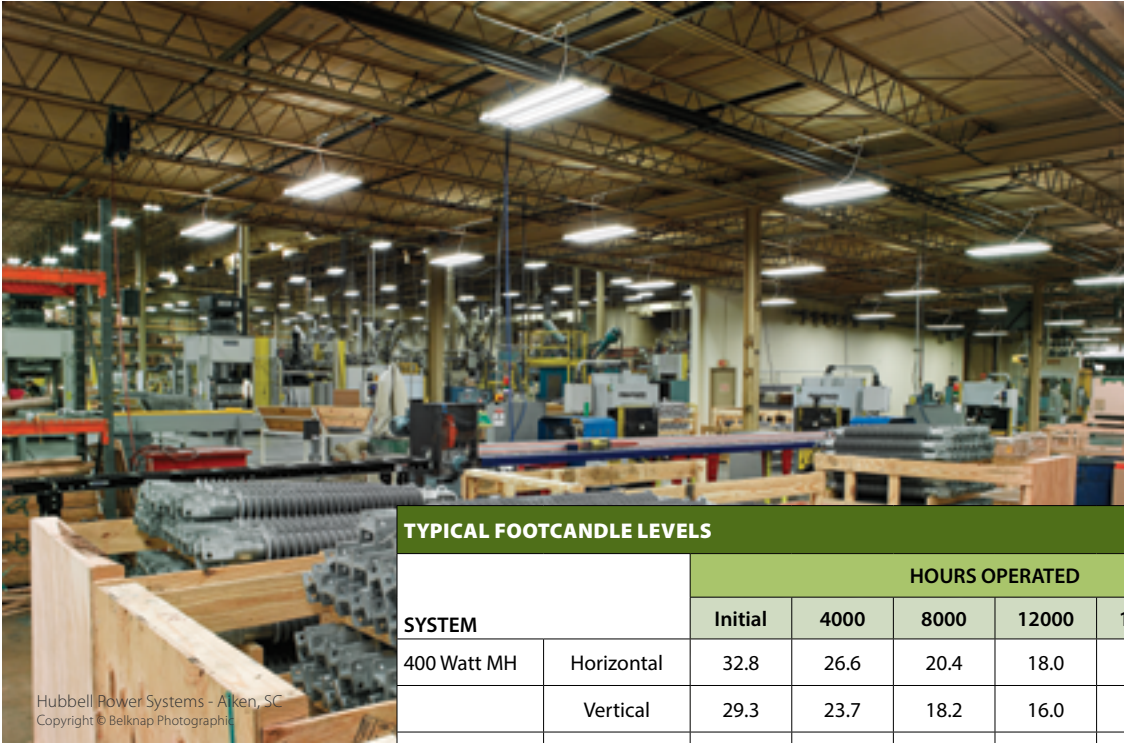 TYPICAL FOOTCANDLE LEVELS
HOURS OPERATED
SYSTEM Initial 4000 8000 12000
400 Watt MH Horizontal 32.8 26.6 20.4 18.0
Vertical 29.3 23.7 18.2 16.0
Hubbell Power Systems - Aiken, SC
Copyright © Belknap Photographic